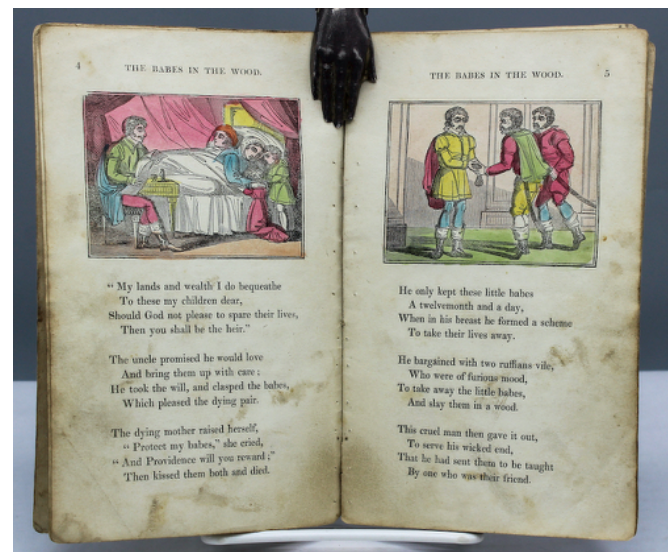 4
THE BABES IN THE WOOD.
“ My lands and wealth I do bequeathe
To these my children dear,
Should God not please to spare their lives,
Then you shall be the heir.”
The uncle promised he would love
And bring them up with care :
He took the will, and clasped the babes,
Which pleased the dying pair.
The dying mother raised herself,
“ Protect my babes,” she cried,
“ And Providence will you reward ;”
Then kissed them both and died.
THE BABES IN THE WOOD.
5
He only kept these little babes
A twelvemonth and a day,
When in his breast he formed a scheme
To take their lives away.
He bargained with two ruffians vile,
Who were of furious mood,
To take away the little babes,
And slay them in a wood.
This cruel man then gave it out,
To serve his wicked end,
That he had sent them to be taught
By one who was their friend.